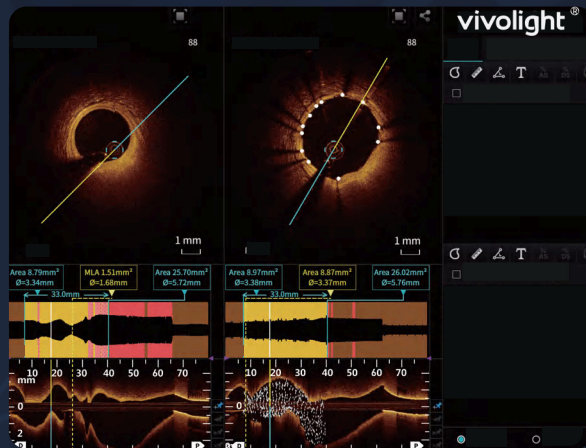 vivolight®
88
88
T
1 mm
1 mm
T
Area 8.79mm²
Ø=3.34mm
MLA 1.51mm²
Ø=1.68mm
Area 25.70mm²
Ø=5.72mm
Area 8.97mm²
Ø=3.38mm
Area 8.87mm²
Ø=3.37mm
Area 26.02mm²
Ø=5.76mm
33.0mm
33.0mm
10 20 30 40 50 60 70
10 20 30 40 50 60 70
mm
0
0
2
2
D
P
D
P